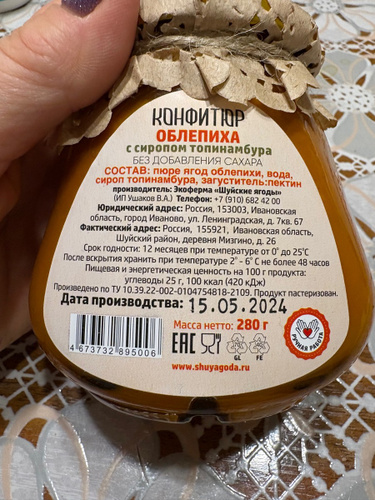 КОНФИТЮР
ОБЛЕПИХА
с сиропом топинамбура
БЕЗ ДОБАВЛЕНИЯ САХАРА
СОСТАВ: пюре ягод облепихи, вода,
сироп топинамбура, загуститель:пектин
производитель: Экоферма «Шуйские ягоды»
(ИП Ушаков В.А.) Телефон: +7 (910) 682 42 00
Юридический адрес: Россия, 153003, Ивановская
область, город Иваново, ул. Ленинградская, д. 7кв. 67
Фактический адрес: Россия, 155921, Ивановская область,
Шуйский район, деревня Мизгино, д. 26
Срок годности: 12 месяцев при температуре от 0° до 25°С
После вскрытия хранить при температуре 2° - 6° С не более 48 часов
Пищевая и энергетическая ценность на 100 г продукта:
углеводы 25 г, 100 ккал (420 кДж)
Произведено по ТУ 10.39.22-002-0104754818-2109. Продукт пастеризован.
Дата производства: 15.05.2024
Масса нетто: 280 г
4 673732 895006
EAC
GL
FE
РУЧНАЯ РАБОТА
www.shuyagoda.ru